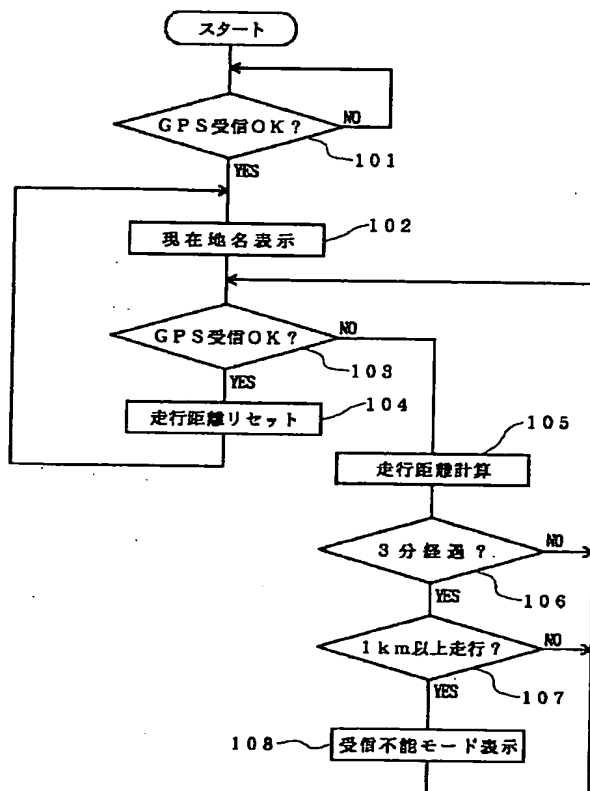 スタート
GPS受信OK?
NO
101
YES
102
現在地名表示
GPS受信OK?
NO
103
YES
104
走行距離リセット
105
走行距離計算
3分経過?
NO
106
YES
1km以上走行?
NO
107
YES
108
受信不能モード表示